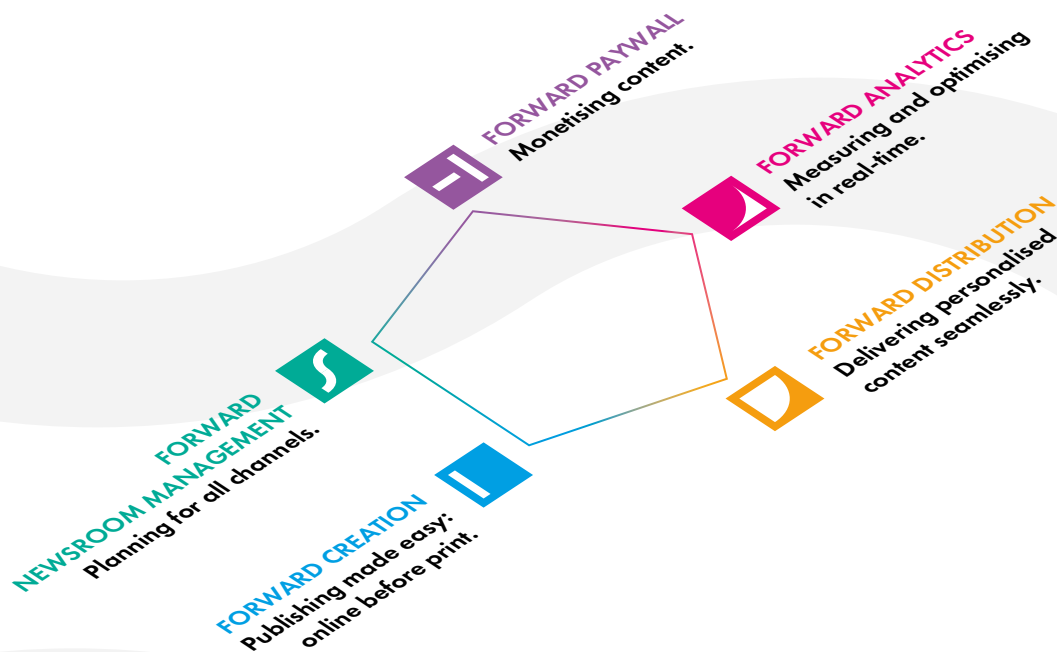 FORWARD PAYWALL
Monetising content.
FORWARD ANALYTICS
Measuring and optimising
in real-time.
FORWARD DISTRIBUTION
Delivering personalised
content seamlessly.
FORWARD
NEWSROOM MANAGEMENT
Planning for all channels.
FORWARD CREATION
Publishing made easy:
online before print.